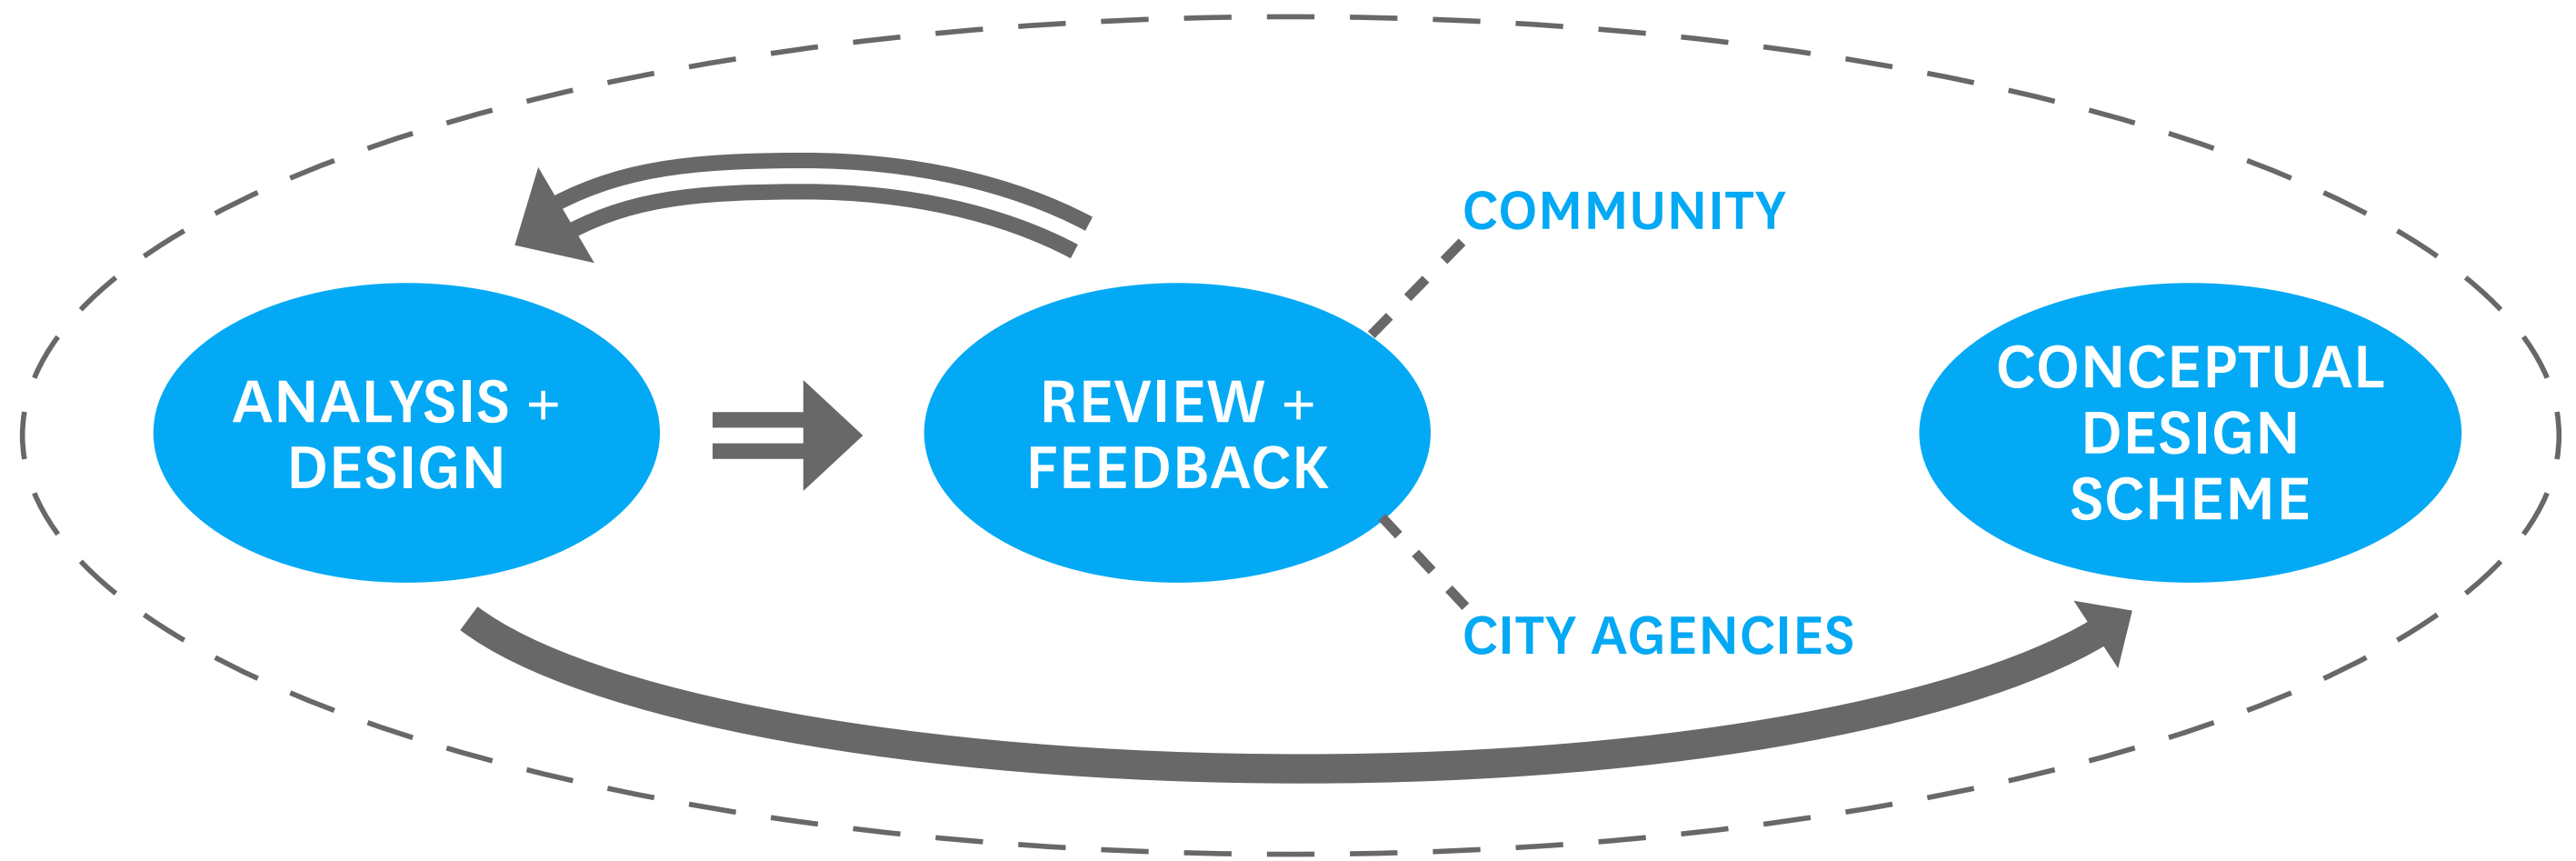 COMMUNITY
ANALYSIS +
DESIGN
REVIEW +
FEEDBACK
CONCEPTUAL
DESIGN
SCHEME
CITY AGENCIES